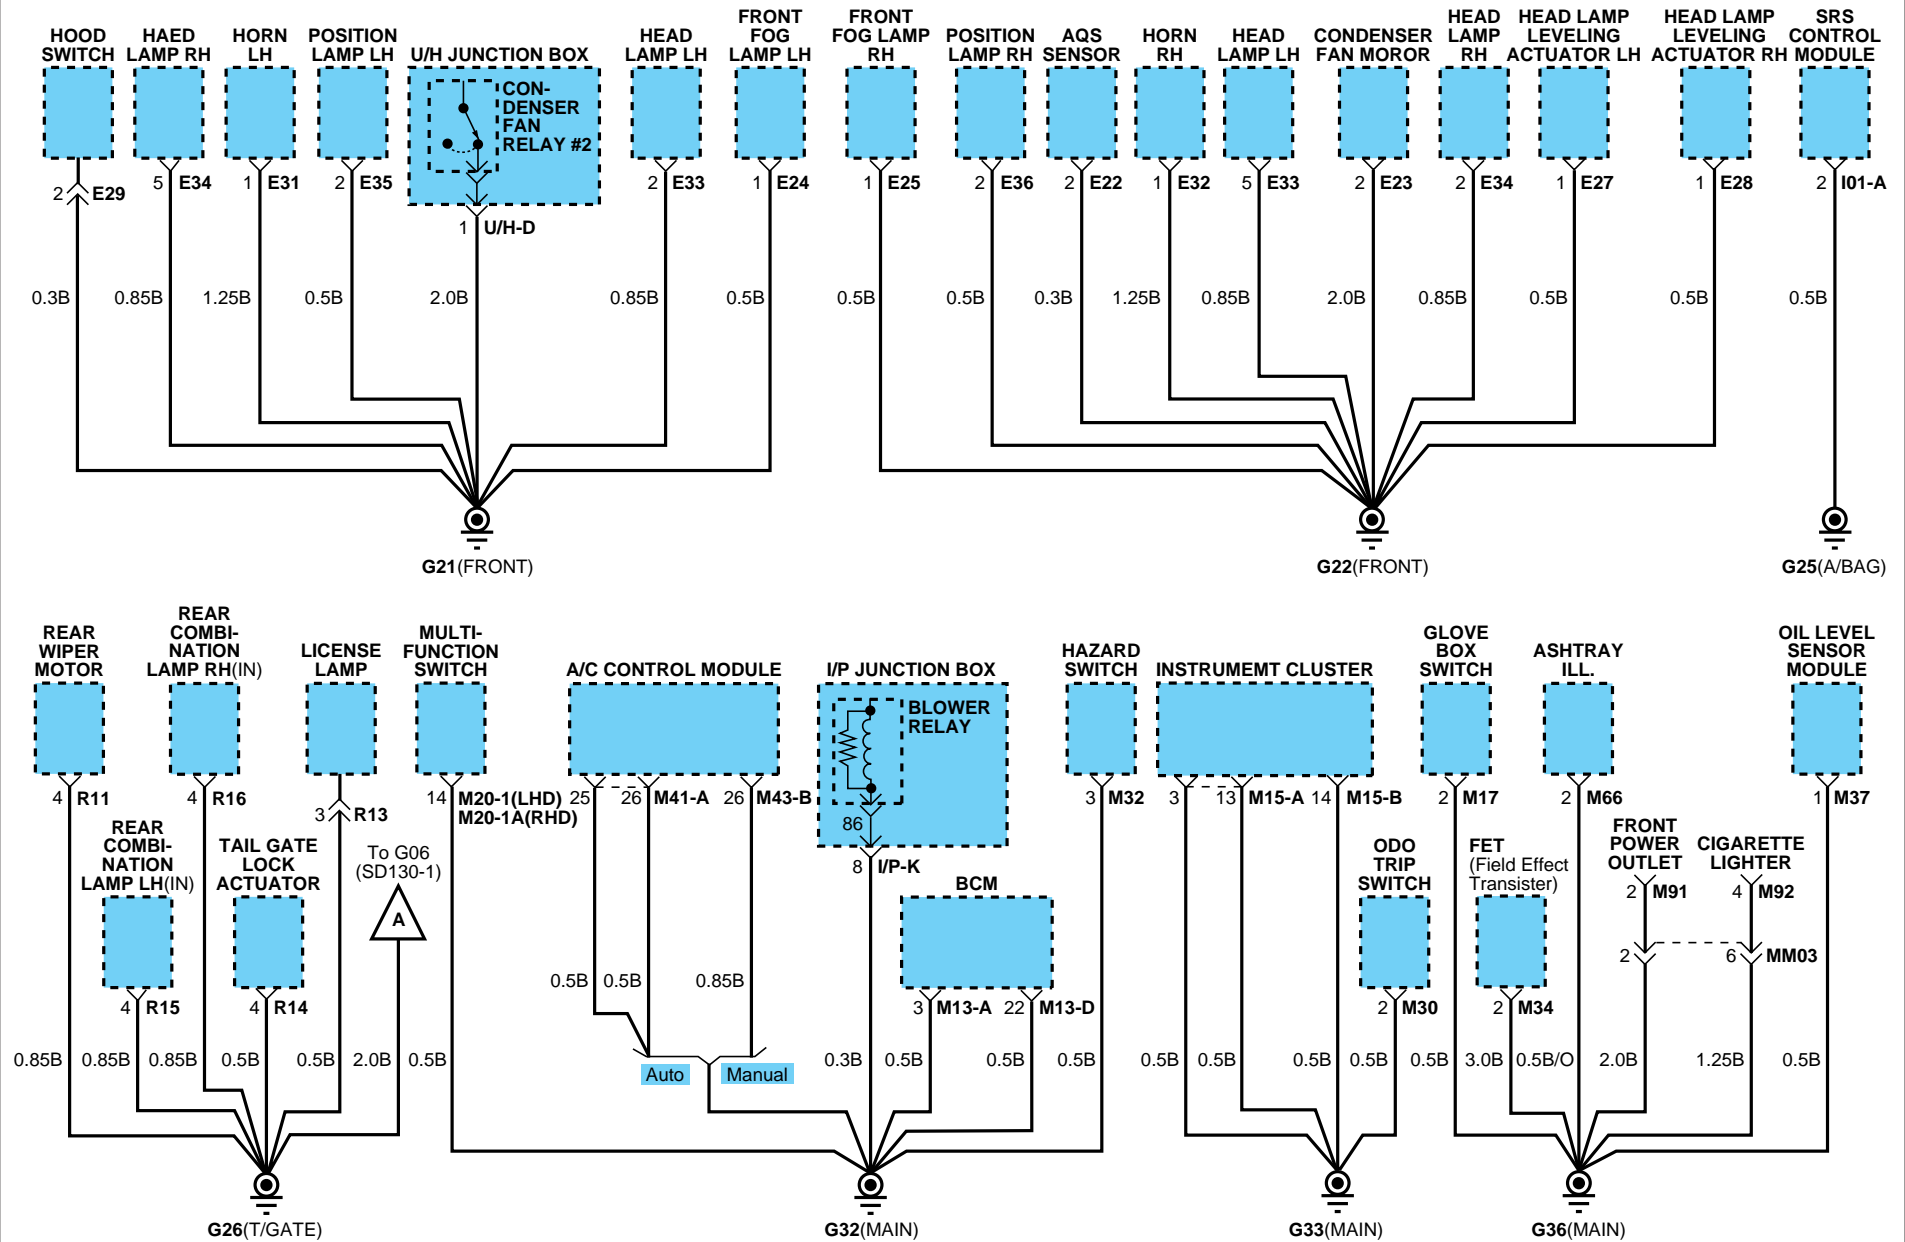 HOOD
SWITCH
HAED
LAMP RH
HORN
LH
POSITION
LAMP LH
U/H JUNCTION BOX
CON-
DENSER
FAN
RELAY #2
HEAD
LAMP LH
FRONT
FOG
LAMP LH
FRONT
FOG LAMP
RH
POSITION
LAMP RH
AQS
SENSOR
HORN
RH
HEAD
LAMP LH
CONDENSER
FAN MOROR
HEAD
LAMP
RH
HEAD LAMP
LEVELING
ACTUATOR LH
HEAD LAMP
LEVELING
ACTUATOR RH
SRS
CONTROL
MODULE
2 E29
5 E34
1 E31
2 E35
1 U/H-D
2 E33
1 E24
1 E25
2 E36
2 E22
1 E32
5 E33
2 E23
2 E34
1 E27
1 E28
2 I01-A
0.3B
0.85B
1.25B
0.5B
2.0B
0.85B
0.5B
0.5B
0.5B
0.3B
1.25B
0.85B
2.0B
0.85B
0.5B
0.5B
0.5B
G21(FRONT)
G22(FRONT)
G25(A/BAG)
REAR
WIPER
MOTOR
REAR
COMBI-
NATION
LAMP RH(IN)
LICENSE
LAMP
MULTI-
FUNCTION
SWITCH
A/C CONTROL MODULE
I/P JUNCTION BOX
BLOWER
RELAY
HAZARD
SWITCH
INSTRUMEMT CLUSTER
GLOVE
BOX
SWITCH
ASHTRAY
ILL.
OIL LEVEL
SENSOR
MODULE
4 R11
4 R16
3 R13
14 M20-1(LHD)
M20-1A(RHD)
25
26 M41-A
26 M43-B
86
8 I/P-K
3 M32
3
13 M15-A
14 M15-B
2 M17
2 M66
1 M37
REAR
COMBI-
NATION
LAMP LH(IN)
TAIL GATE
LOCK
ACTUATOR
To G06
(SD130-1)
A
BCM
ODO
TRIP
SWITCH
FET
(Field Effect
Transister)
FRONT
POWER
OUTLET
CIGARETTE
LIGHTER
2 M91
4 M92
2
6 MM03
4 R15
4 R14
3 M13-A
22 M13-D
2 M30
2 M34
0.5B
0.5B
0.85B
0.85B
0.85B
0.85B
0.5B
0.5B
2.0B
0.5B
Auto
Manual
0.3B
0.5B
0.5B
0.5B
0.5B
0.5B
0.5B
0.5B
0.5B
3.0B
0.5B/O
2.0B
1.25B
0.5B
G26(T/GATE)
G32(MAIN)
G33(MAIN)
G36(MAIN)